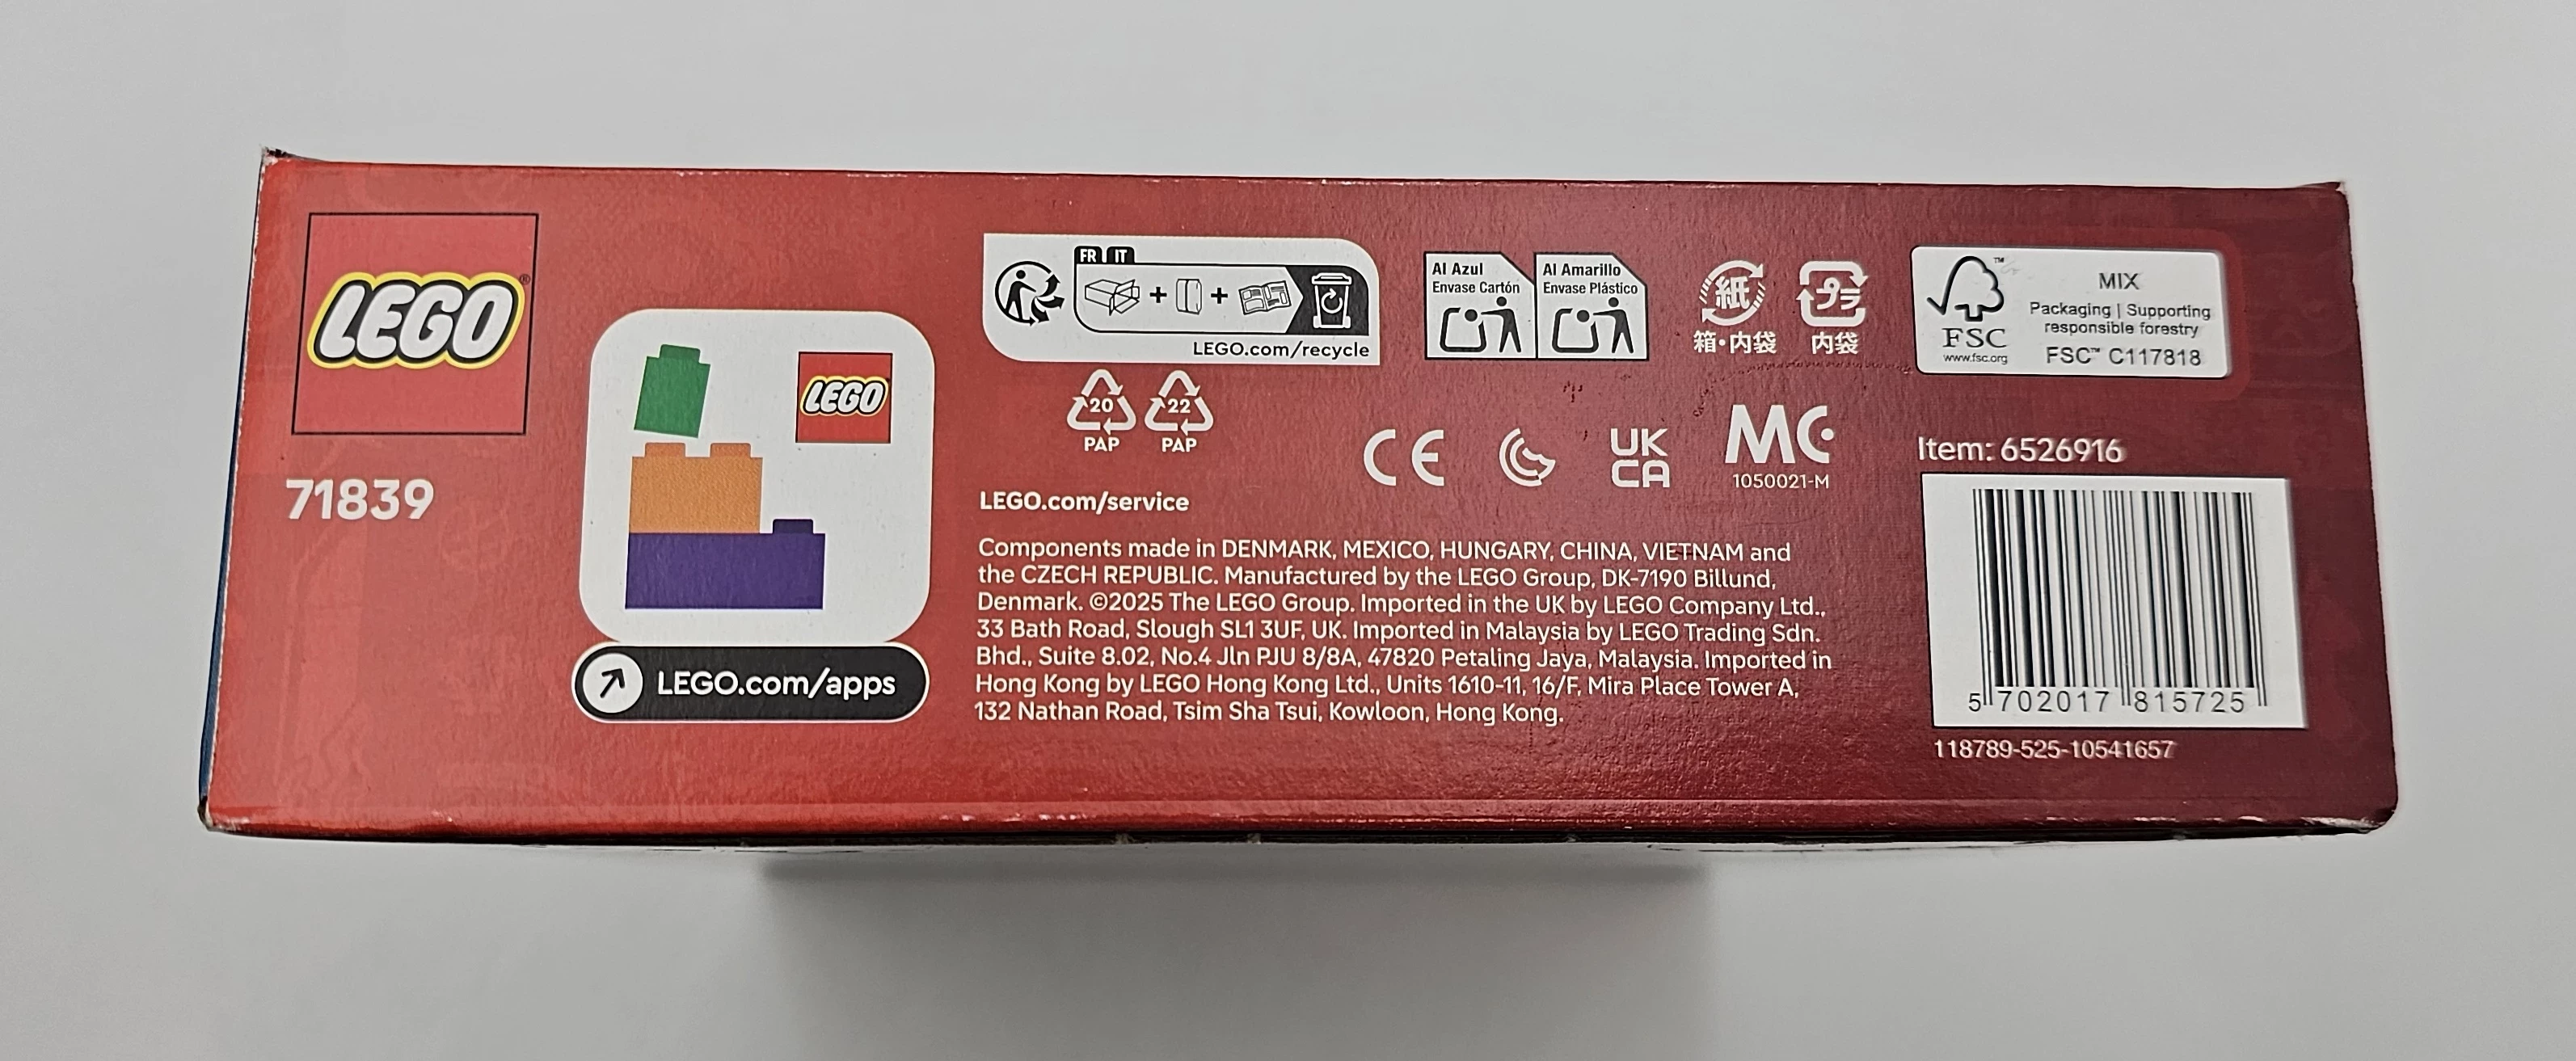 LEGO®
71839
LEGO
LEGO.com/apps
FR IT
LEGO.com/recycle
20 PAP
22 PAP
Al Azul
Envase Cartón
Al Amarillo
Envase Plástico
紙
箱・内袋
プラ
内袋
FSC™
www.fsc.org
MIX
Packaging | Supporting
responsible forestry
FSC™ C117818
CE
UK
CA
MC
1050021-M
LEGO.com/service
Components made in DENMARK, MEXICO, HUNGARY, CHINA, VIETNAM and
the CZECH REPUBLIC. Manufactured by the LEGO Group, DK-7190 Billund,
Denmark. ©2025 The LEGO Group. Imported in the UK by LEGO Company Ltd.,
33 Bath Road, Slough SL1 3UF, UK. Imported in Malaysia by LEGO Trading Sdn.
Bhd., Suite 8.02, No.4 Jln PJU 8/8A, 47820 Petaling Jaya, Malaysia. Imported in
Hong Kong by LEGO Hong Kong Ltd., Units 1610-11, 16/F, Mira Place Tower A,
132 Nathan Road, Tsim Sha Tsui, Kowloon, Hong Kong.
Item: 6526916
5 702017 815725
118789-525-10541657